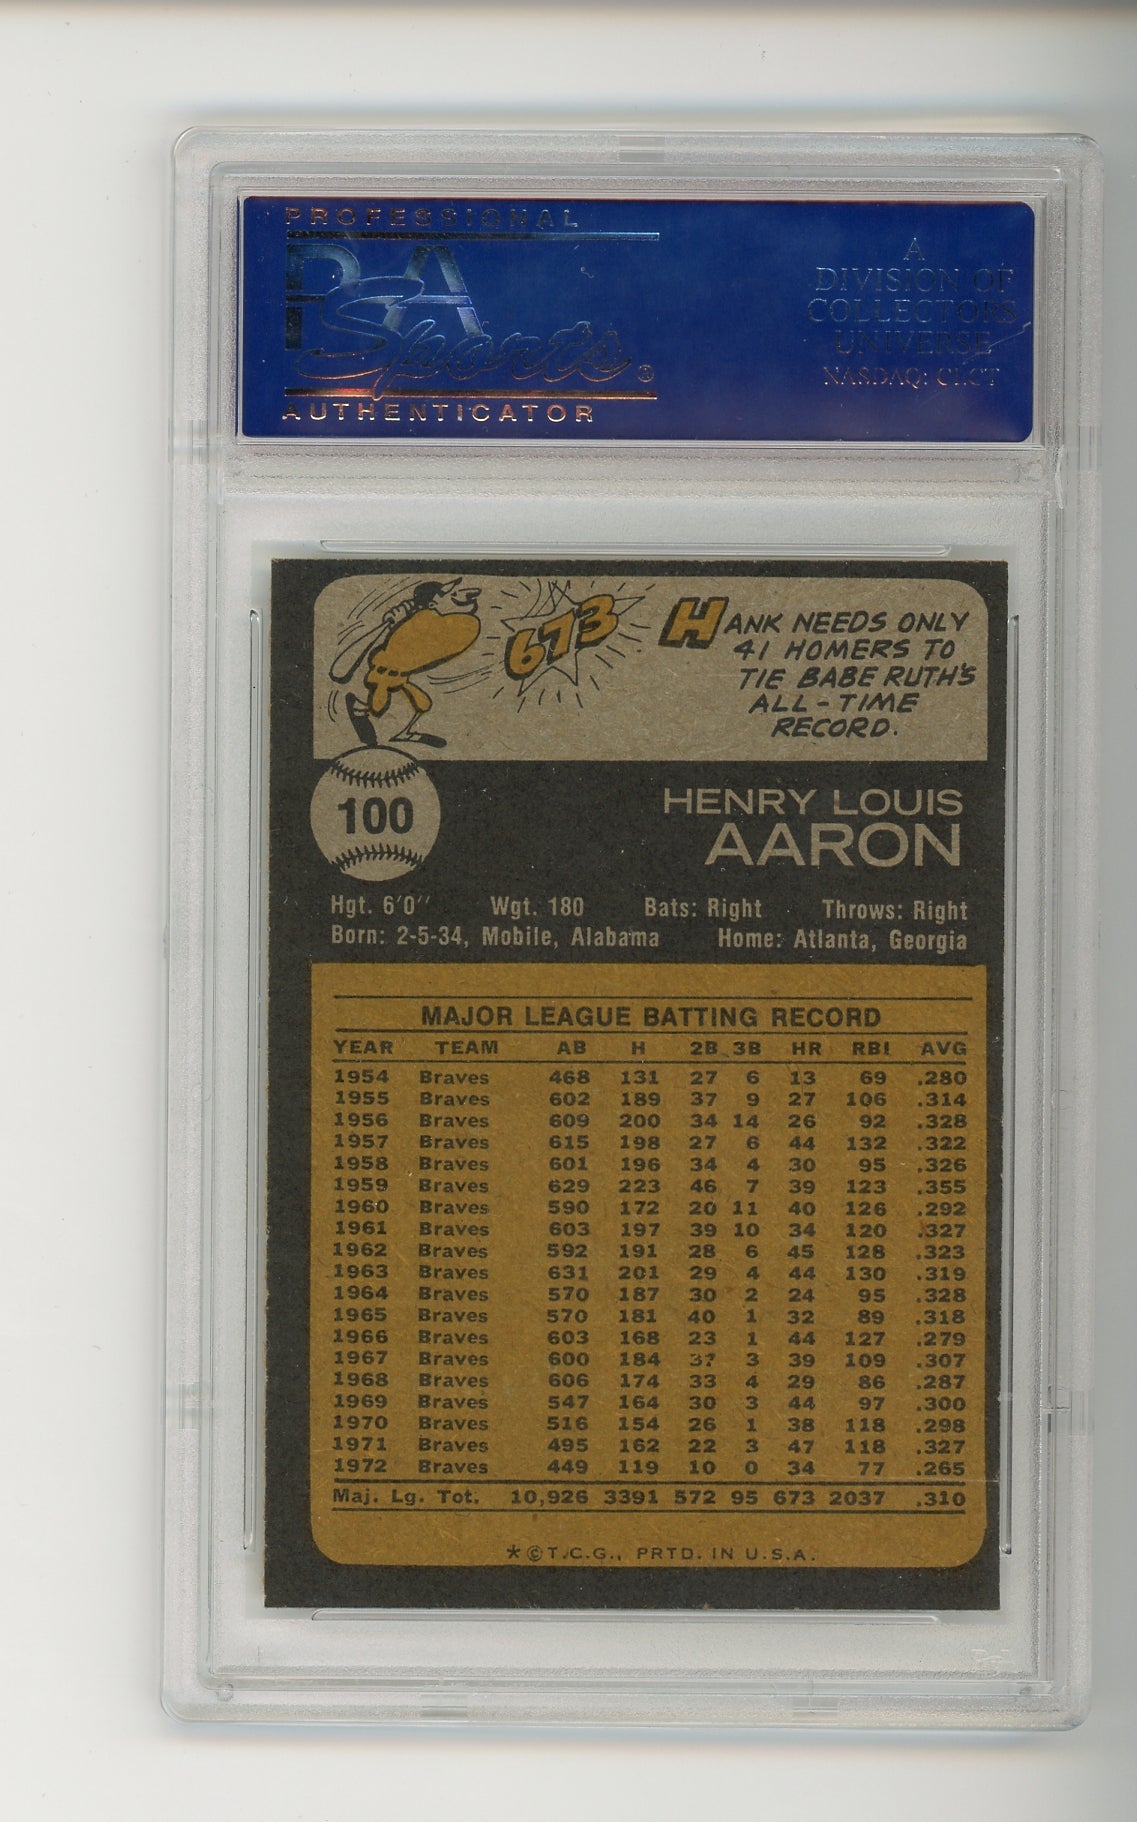 PROFESSIONAL
PSA
Sports®
AUTHENTICATOR
A
DIVISION OF
COLLECTORS
UNIVERSE
NASDAQ: CLCT
673
HANK NEEDS ONLY
41 HOMERS TO
TIE BABE RUTH'S
ALL-TIME
RECORD.
100
HENRY LOUIS
AARON
Hgt. 6'0" Wgt. 180 Bats: Right Throws: Right
Born: 2-5-34, Mobile, Alabama Home: Atlanta, Georgia
MAJOR LEAGUE BATTING RECORD
YEAR TEAM AB H 2B 3B HR RBI AVG
1954 Braves 468 131 27 6 13 69 .280
1955 Braves 602 189 37 9 27 106 .314
1956 Braves 609 200 34 14 26 92 .328
1957 Braves 615 198 27 6 44 132 .322
1958 Braves 601 196 34 4 30 95 .326
1959 Braves 629 223 46 7 39 123 .355
1960 Braves 590 172 20 11 40 126 .292
1961 Braves 603 197 39 10 34 120 .327
1962 Braves 592 191 28 6 45 128 .323
1963 Braves 631 201 29 4 44 130 .319
1964 Braves 570 187 30 2 24 95 .328
1965 Braves 570 181 40 1 32 89 .318
1966 Braves 603 168 23 1 44 127 .279
1967 Braves 600 184 37 3 39 109 .307
1968 Braves 606 174 33 4 29 86 .287
1969 Braves 547 164 30 3 44 97 .300
1970 Braves 516 154 26 1 38 118 .298
1971 Braves 495 162 22 3 47 118 .327
1972 Braves 449 119 10 0 34 77 .265
Maj. Lg. Tot. 10,926 3391 572 95 673 2037 .310
*©T.C.G., PRTD. IN U.S.A.